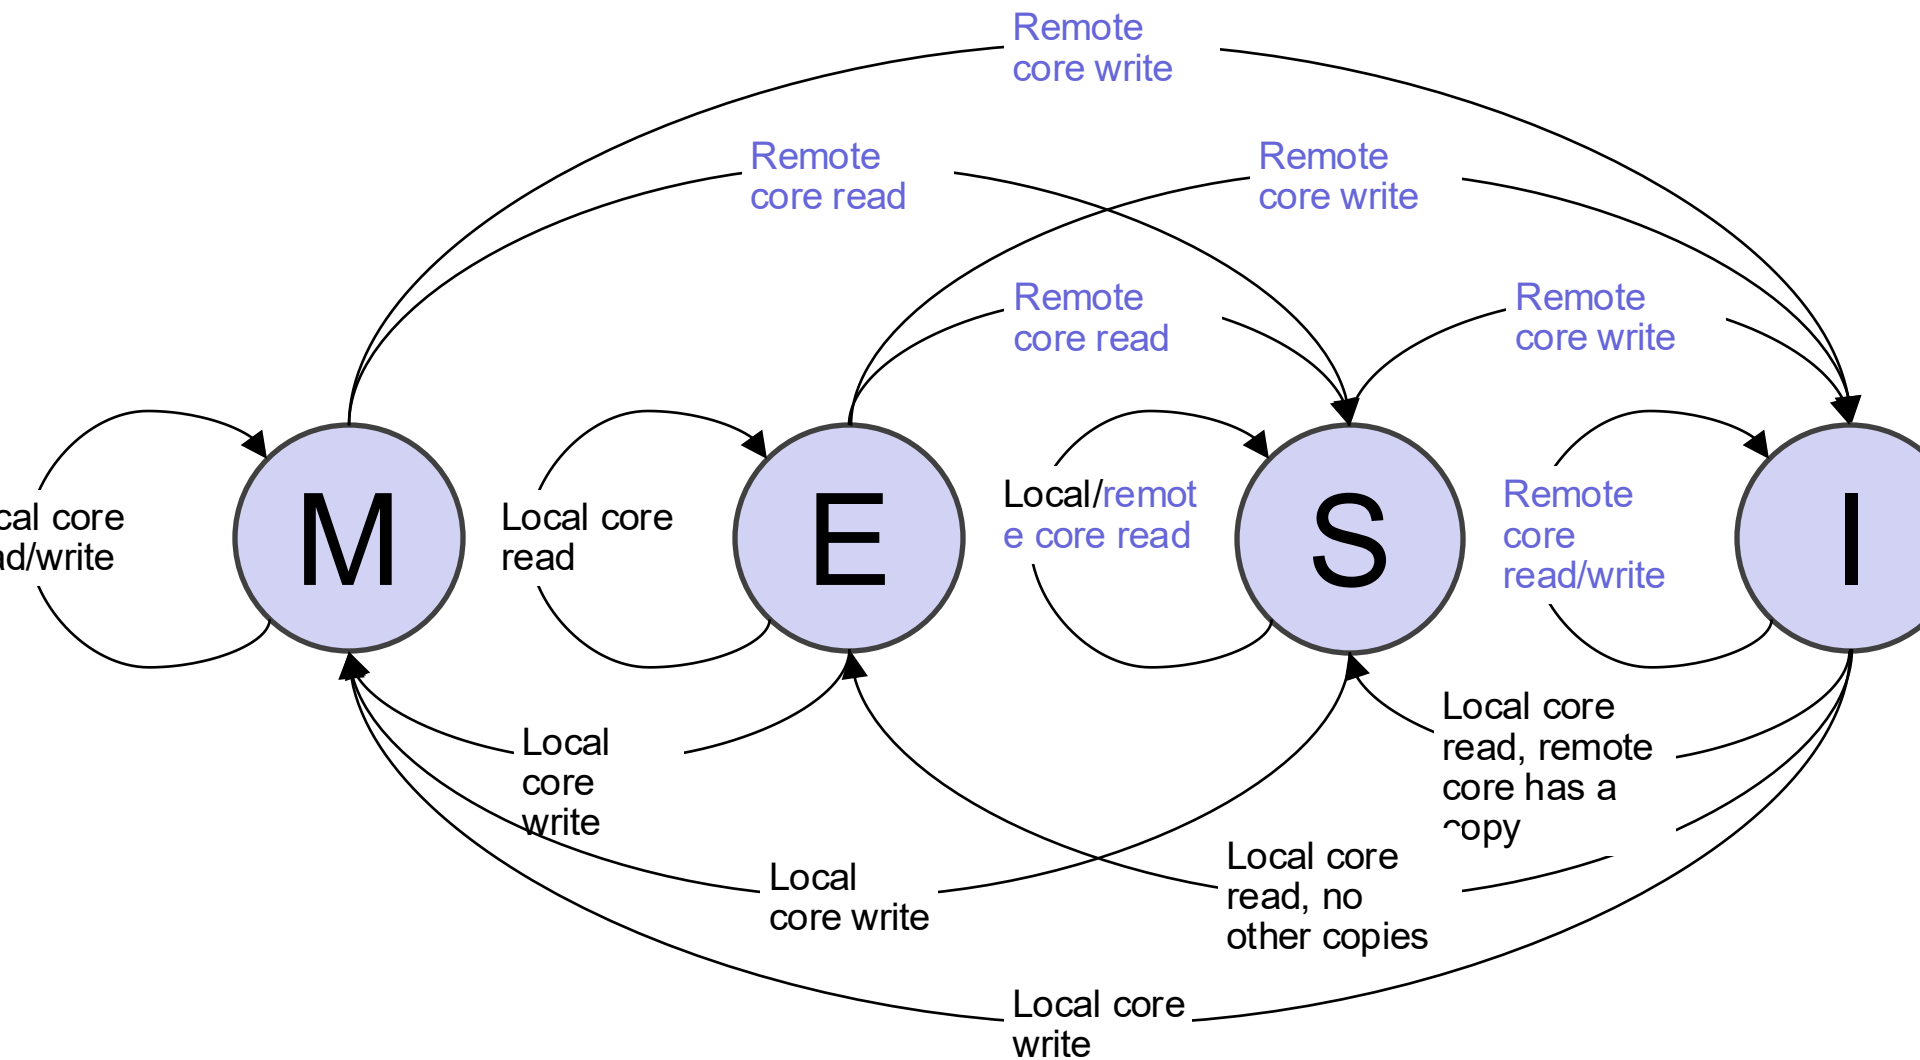 Remote
core write
Remote
core read
Remote
core write
Remote
core read
Remote
core write
cal core
ad/write
M
Local core
read
E
Local/remot
e core read
S
Remote
core
read/write
I
Local
core
write
Local core
read, remote
core has a
copy
Local
core write
Local core
read, no
other copies
Local core
write